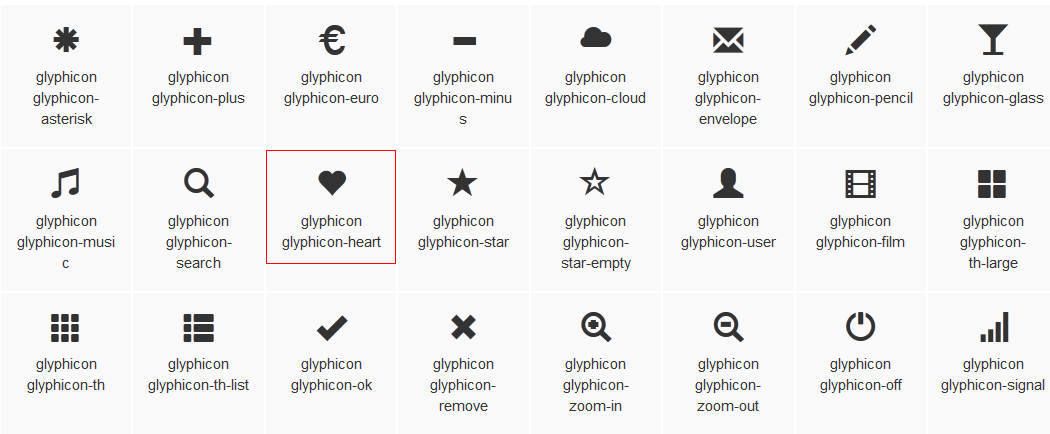 glyphicon
glyphicon-
asterisk
glyphicon
glyphicon-plus
glyphicon
glyphicon-euro
glyphicon
glyphicon-minu
s
glyphicon
glyphicon-cloud
glyphicon
glyphicon-
envelope
glyphicon
glyphicon-pencil
glyphicon
glyphicon-glass
glyphicon
glyphicon-musi
c
glyphicon
glyphicon-
search
glyphicon
glyphicon-heart
glyphicon
glyphicon-star
glyphicon
glyphicon-
star-empty
glyphicon
glyphicon-user
glyphicon
glyphicon-film
glyphicon
glyphicon-
th-large
glyphicon
glyphicon-th
glyphicon
glyphicon-th-list
glyphicon
glyphicon-ok
glyphicon
glyphicon-
remove
glyphicon
glyphicon-
zoom-in
glyphicon
glyphicon-
zoom-out
glyphicon
glyphicon-off
glyphicon
glyphicon-signal